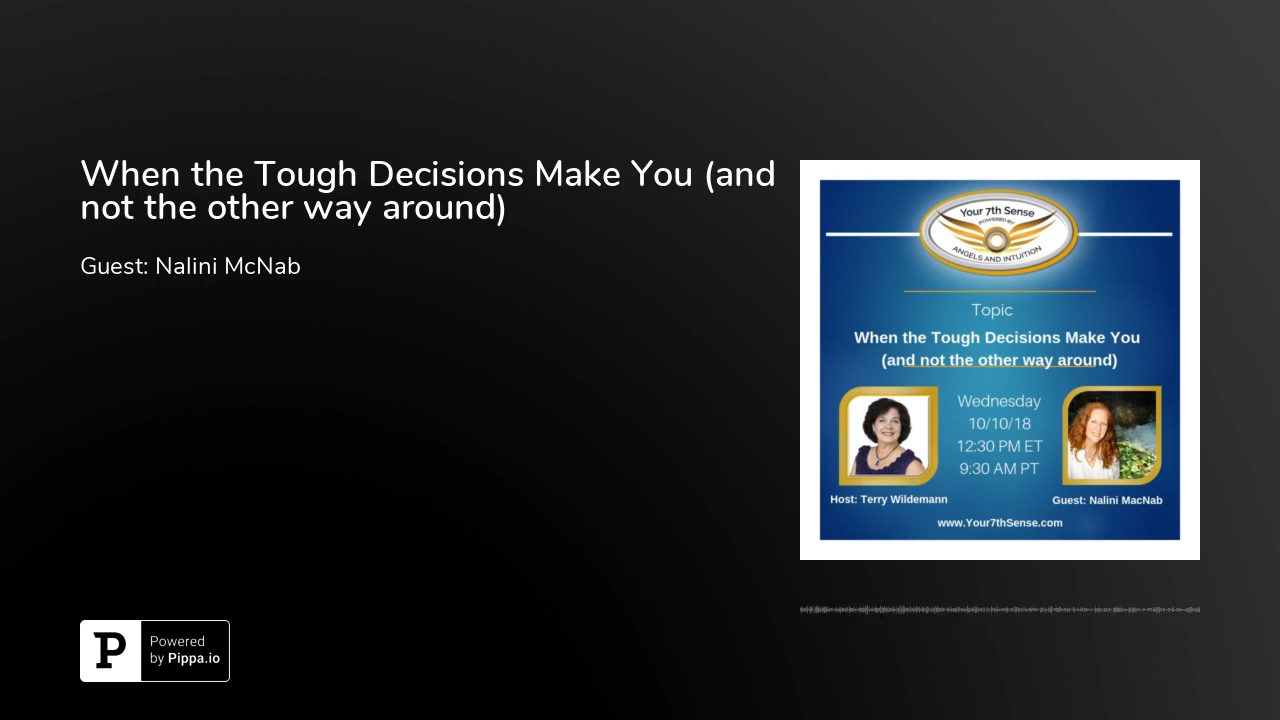 When the Tough Decisions Make You (and
not the other way around)
Guest: Nalini McNab
Your 7th Sense
POWERED BY
ANGELS AND INTUITION
Topic
When the Tough Decisions Make You
(and not the other way around)
Wednesday
10/10/18
12:30 PM ET
9:30 AM PT
Host: Terry Wildemann
Guest: Nalini MacNab
www.Your7thSense.com
P
Powered
by Pippa.io